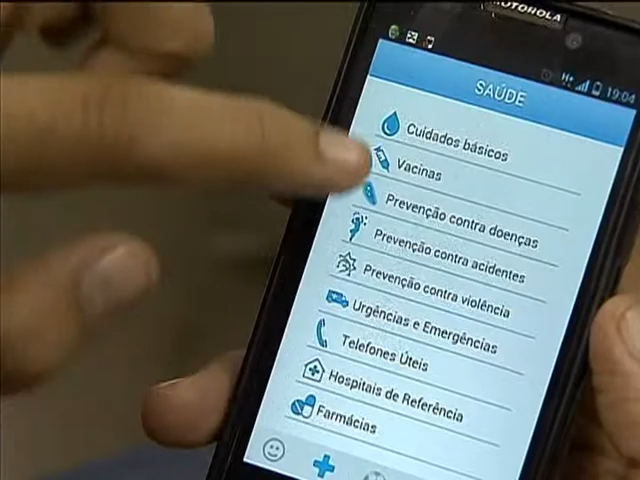 MOTOROLA
19:04
SAÚDE
Cuidados básicos
Vacinas
Prevenção contra doenças
Prevenção contra acidentes
Prevenção contra violência
Urgências e Emergências
Telefones Úteis
Hospitais de Referência
Farmácias